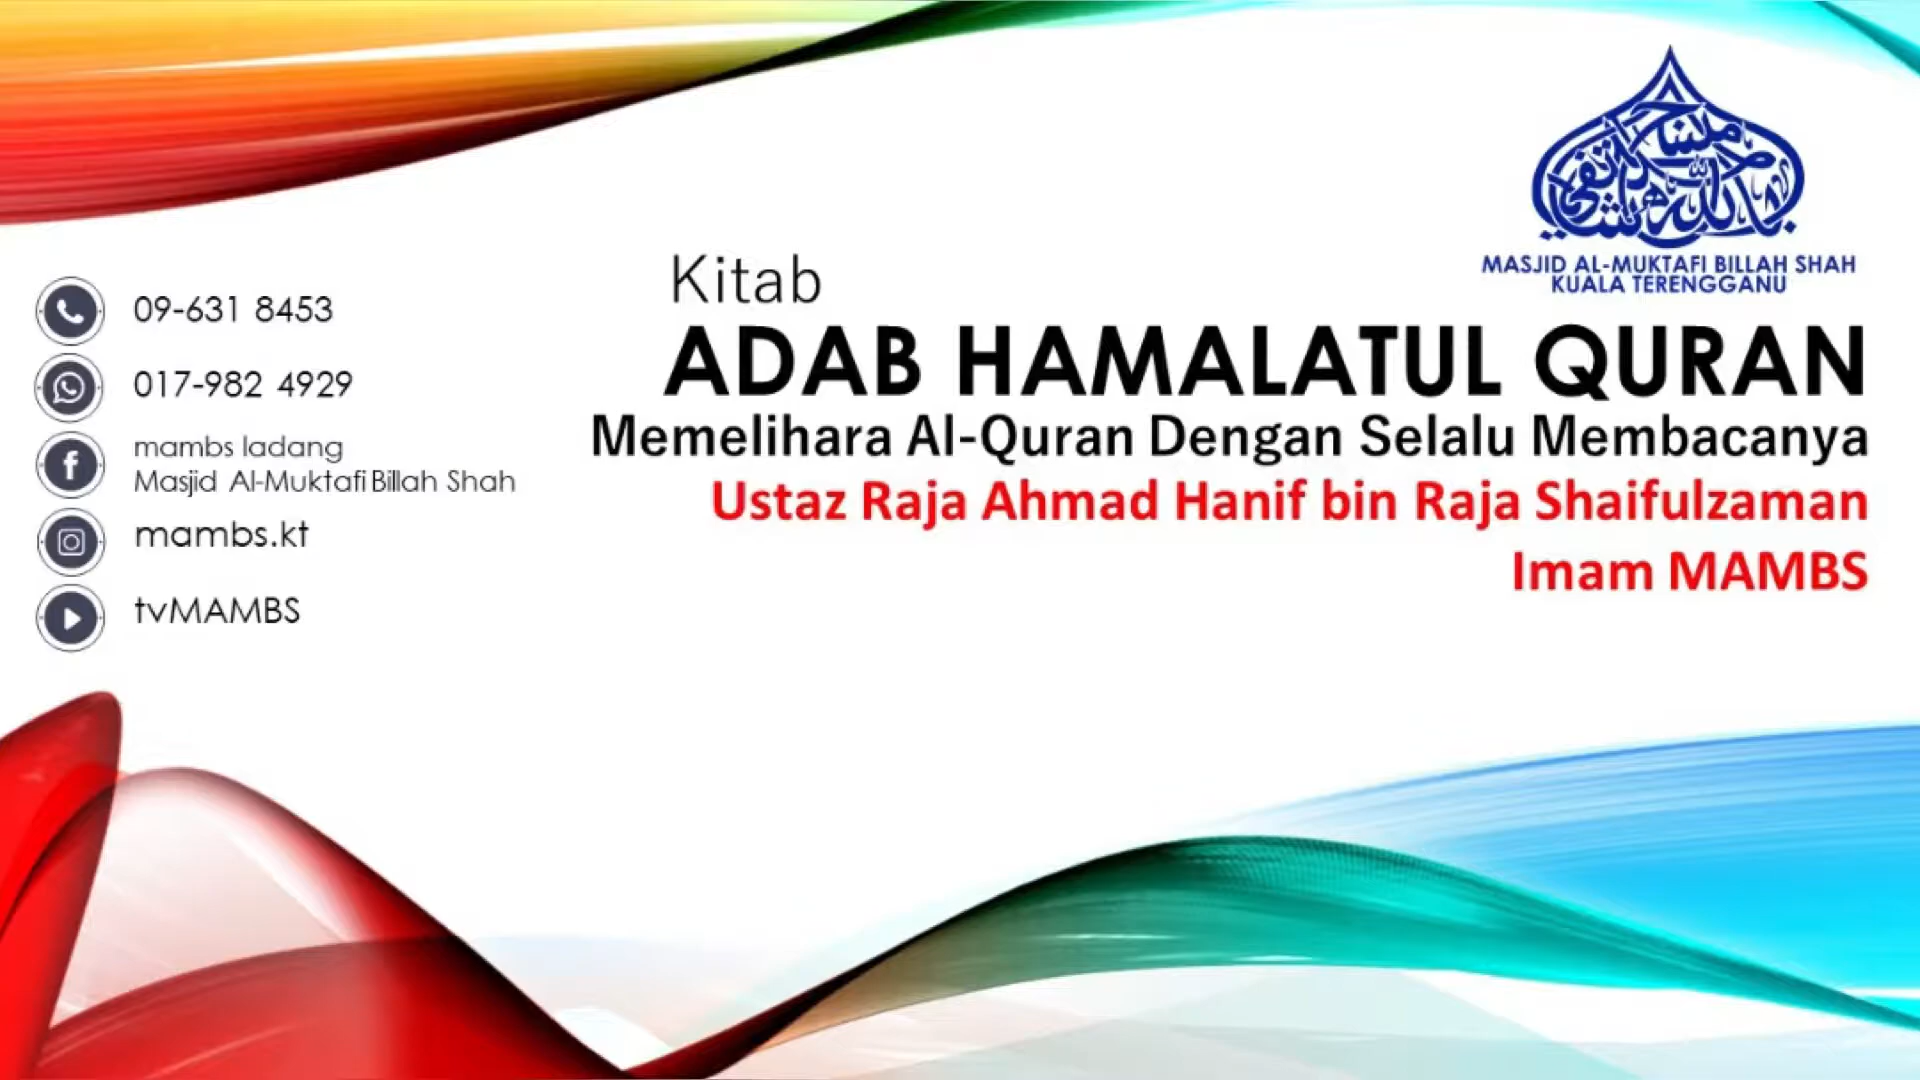 09-631 8453
017-982 4929
mambs ladang
Masjid Al-Muktafi Billah Shah
mambs.kt
tvMAMBS
MASJID AL-MUKTAFI BILLAH SHAH
KUALA TERENGGANU
Kitab
ADAB HAMALATUL QURAN
Memelihara Al-Quran Dengan Selalu Membacanya
Ustaz Raja Ahmad Hanif bin Raja Shaifulzaman
Imam MAMBS